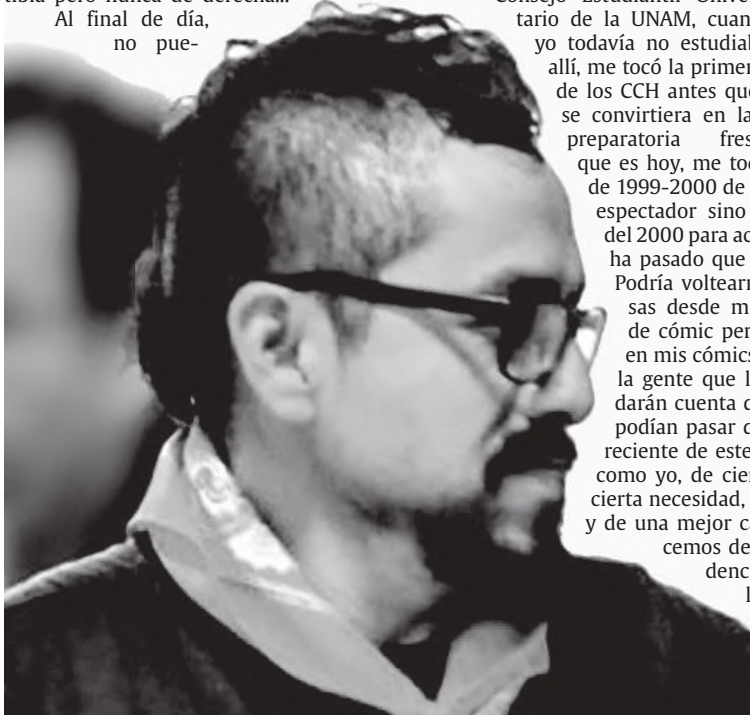 tibia pero nunca de derecha...
Al final de día,
no pue-
Consejo Estudiantil Univer
tario de la UNAM, cuan
yo todavía no estudial
allí, me tocó la primer
de los CCH antes que
se convirtiera en la
preparatoria fres
que es hoy, me toc
de 1999-2000 de
espectador sino
del 2000 para ac
ha pasado que
Podría voltearn
sas desde m
de cómic per
en mis cómics
la gente que l
darán cuenta d
podían pasar d
reciente de este
como yo, de cier
cierta necesidad,
y de una mejor ca
cemos de
denc
l